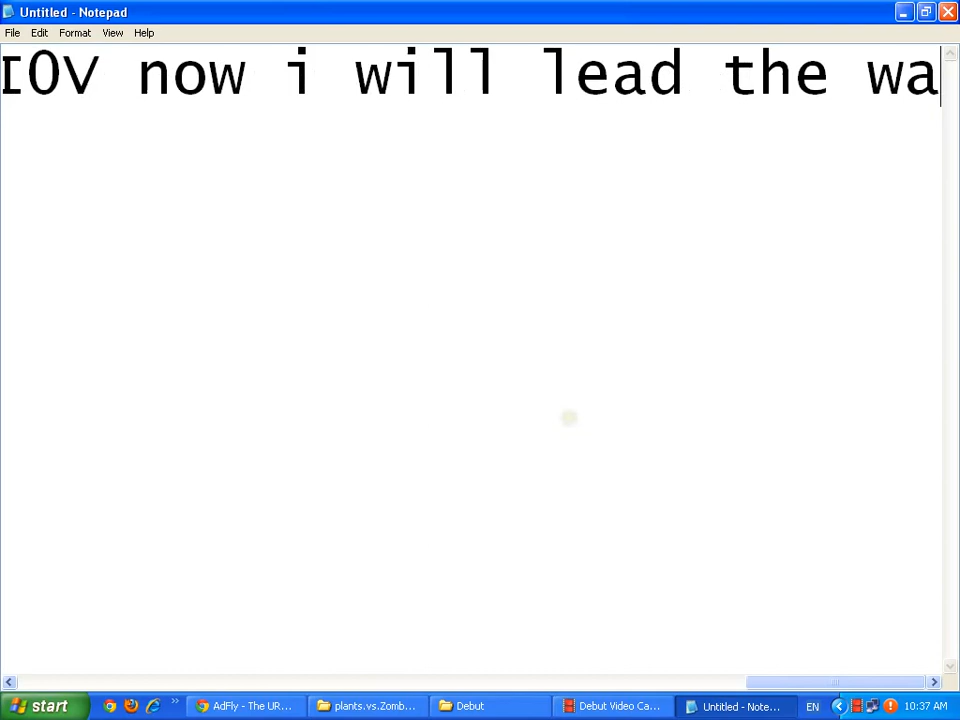 Untitled - Notepad
File Edit Format View Help
IOV now i will lead the wa
start
AdFly - The UR...
plants.vs.Zomb...
Debut
Debut Video Ca...
Untitled - Note...
EN
10:37 AM